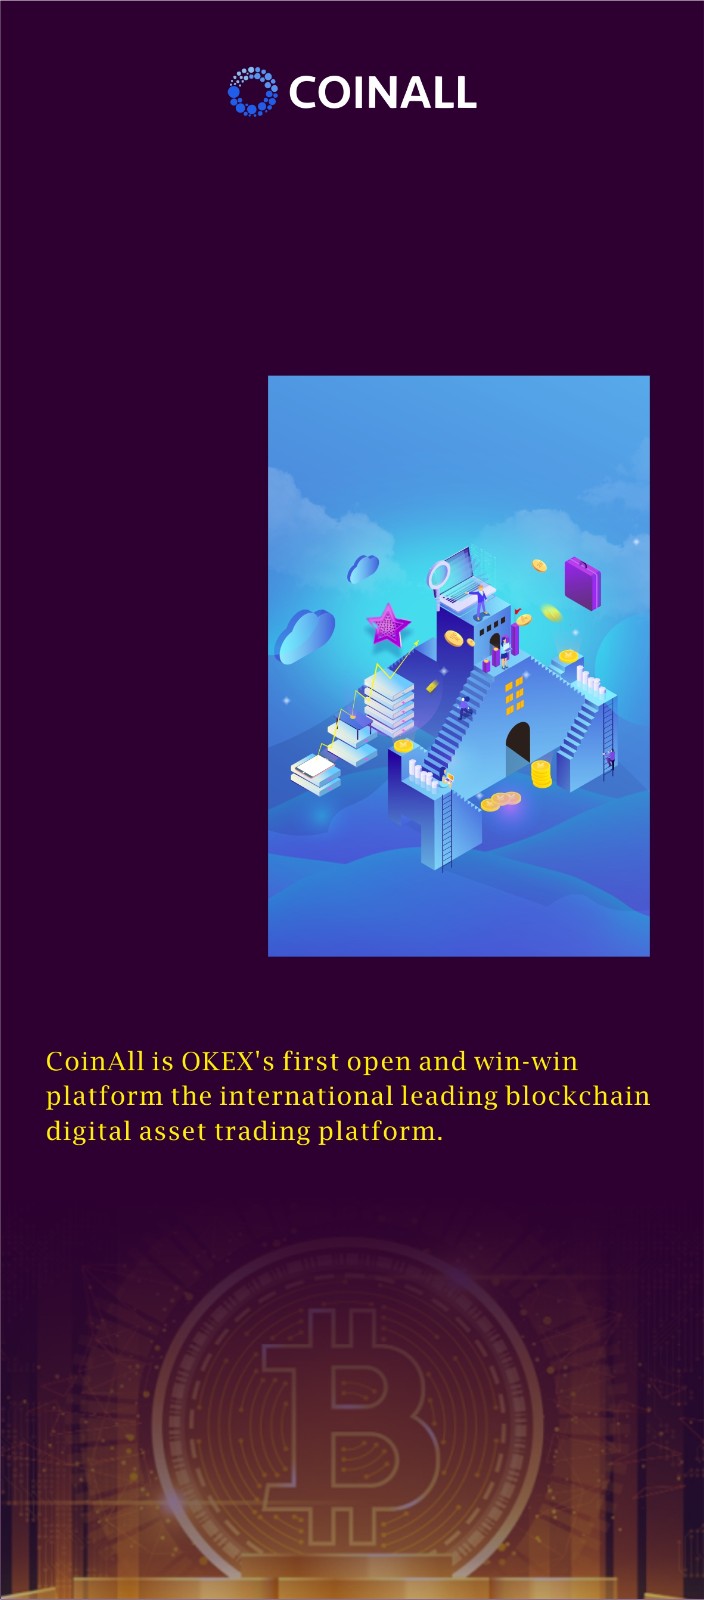 COINALL
CoinAll is OKEX's first open and win-win
platform the international leading blockchain
digital asset trading platform.